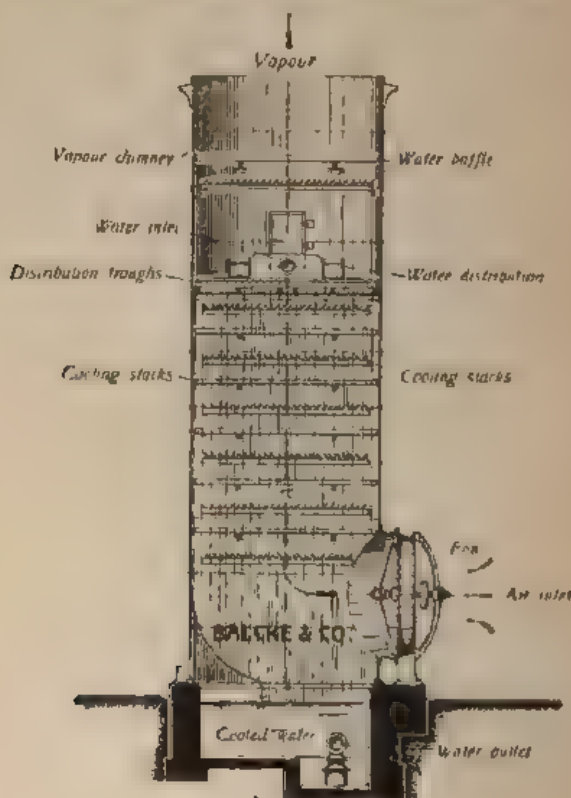 Vapour
Vapour chimney
Water baffle
Water inlet
Distribution troughs
Water distribution
Cooling stacks
Cooling stacks
Fan
Air inlet
BALCKE & CO.
Cooled water
Water outlet